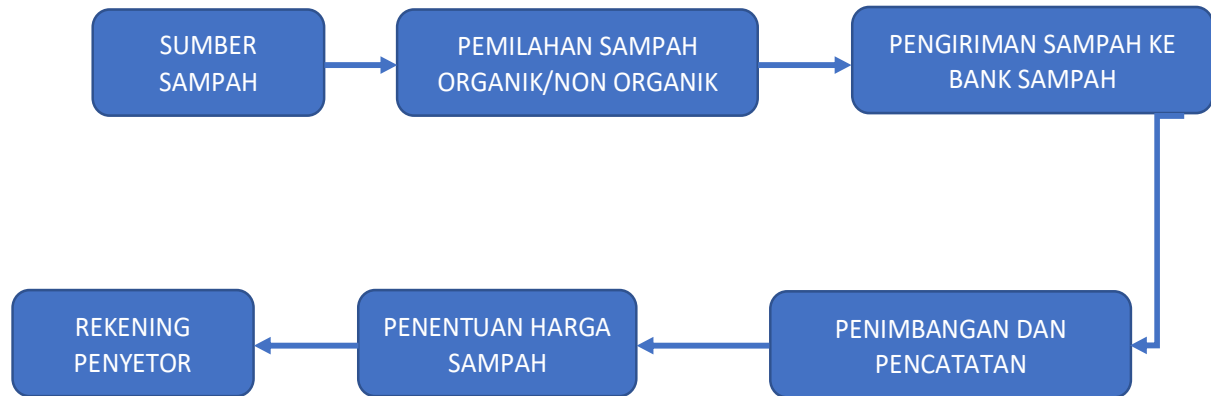 SUMBER
SAMPAH
PEMILAHAN SAMPAH
ORGANIK/NON ORGANIK
PENGIRIMAN SAMPAH KE
BANK SAMPAH
PENIMBANGAN DAN
PENCATATAN
PENENTUAN HARGA
SAMPAH
REKENING
PENYETOR